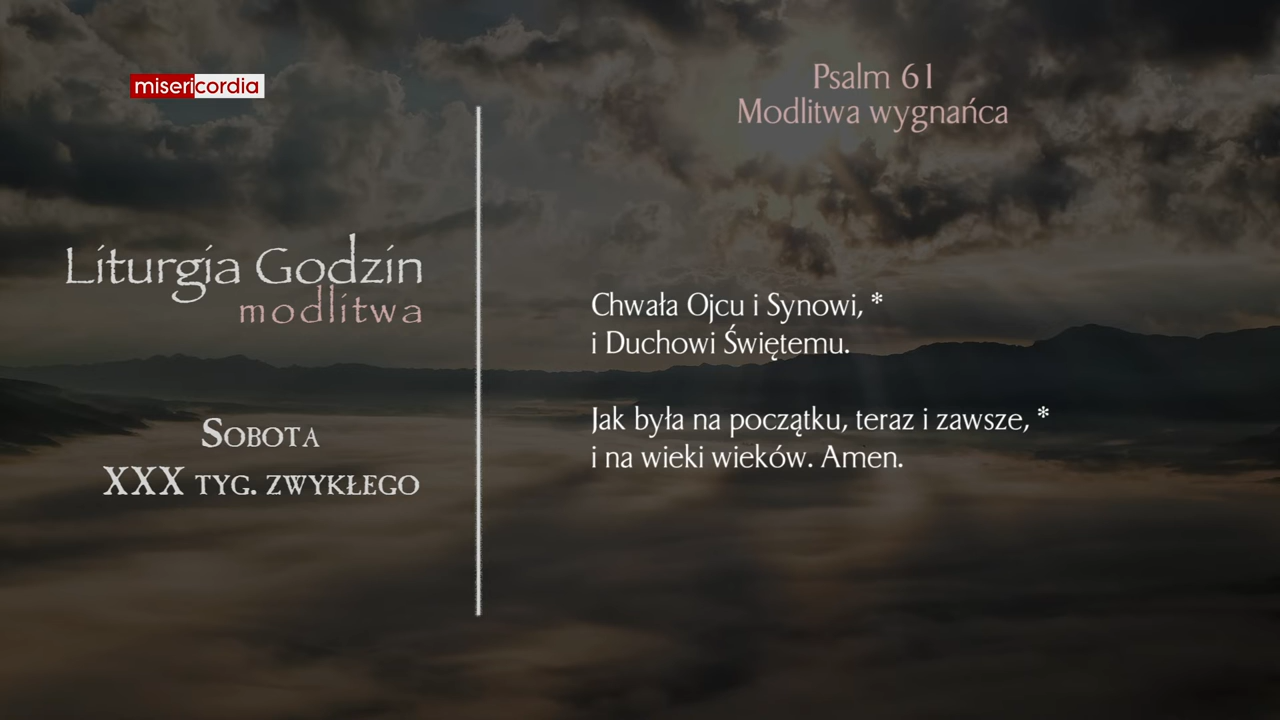 misericordia
Liturgia Godzin
modlitwa
Sobota
XXX tyg. zwykłego
Psalm 61
Modlitwa wygnańca
Chwała Ojcu i Synowi, *
i Duchowi Świętemu.
Jak była na początku, teraz i zawsze, *
i na wieki wieków. Amen.